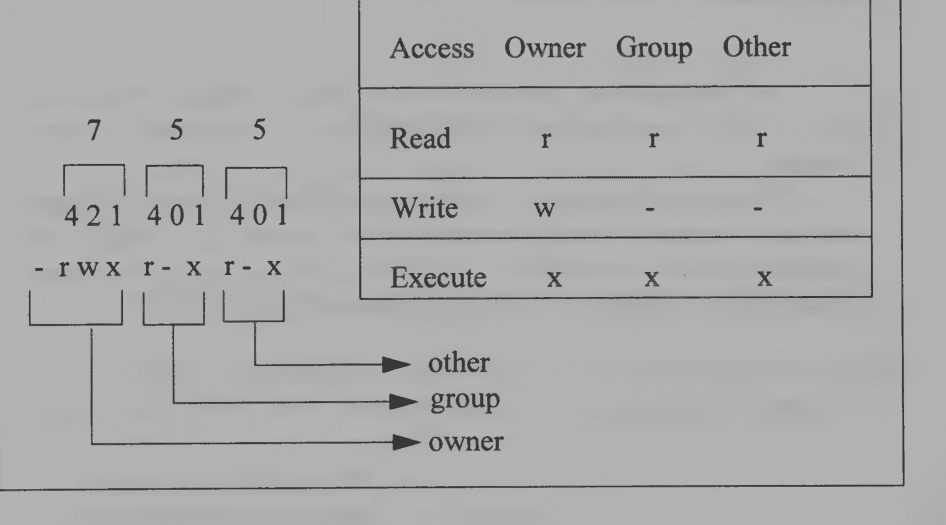 Access Owner Group Other
Read r r r
Write w - -
Execute x x x
7 5 5
4 2 1 4 0 1 4 0 1
- r w x r - x r - x
other
group
owner